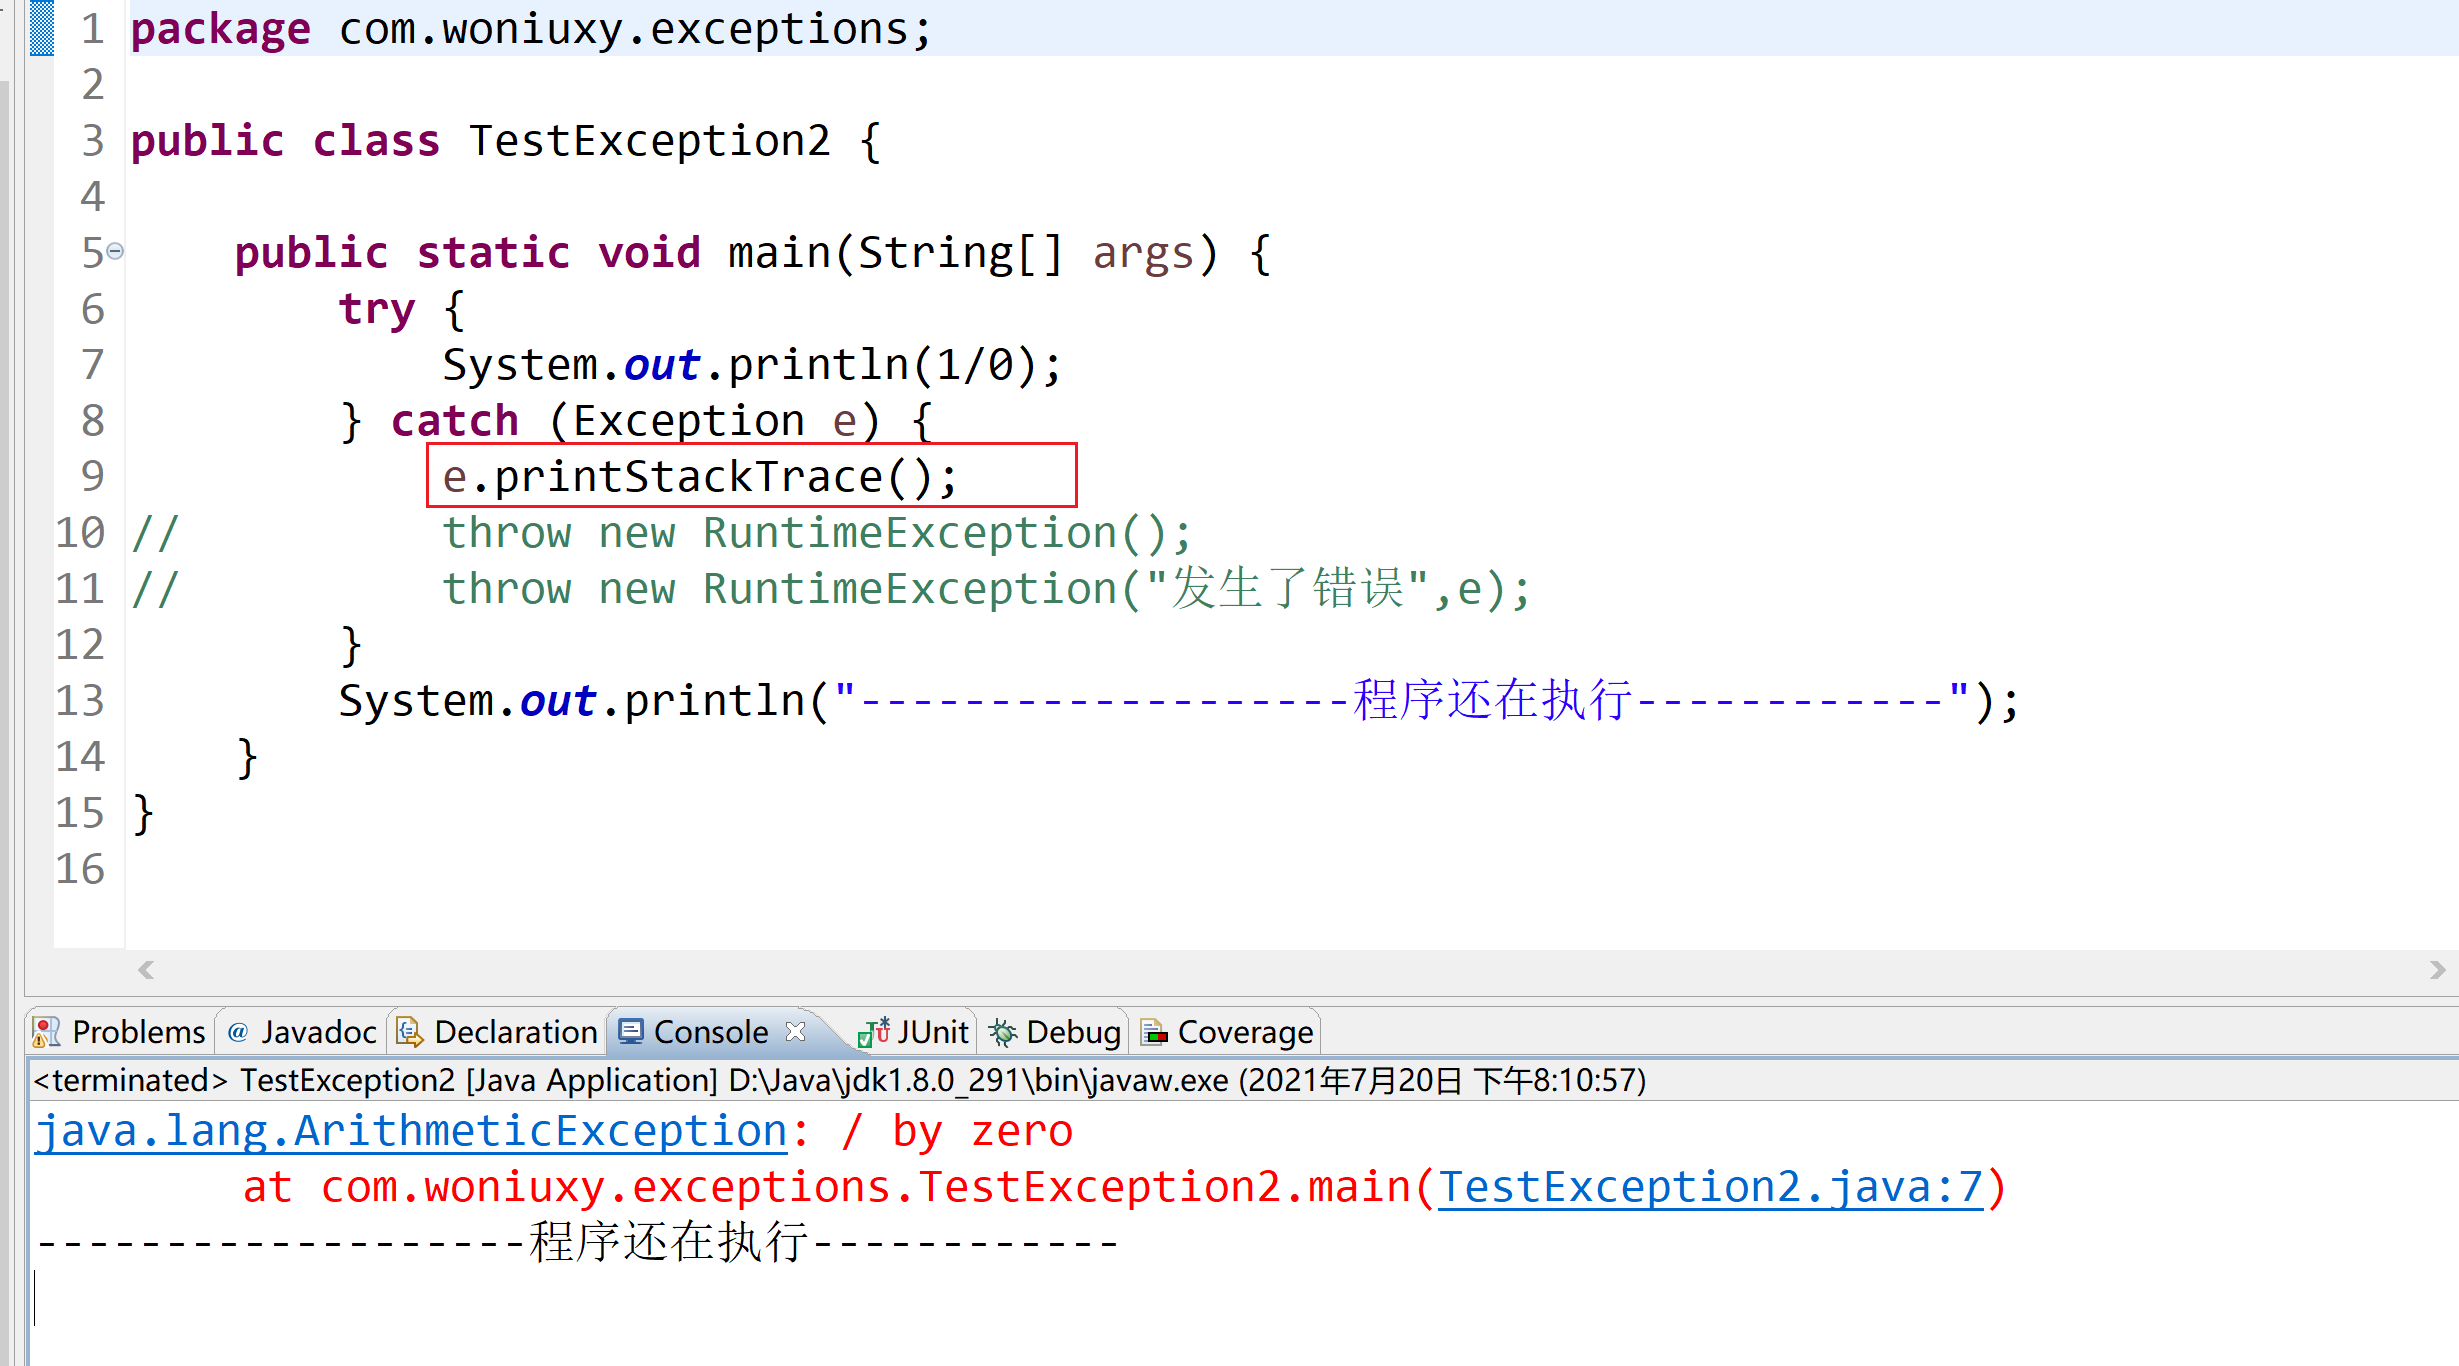 1 package com.woniuxy.exceptions;
2
3 public class TestException2 {
4
5     public static void main(String[] args) {
6         try {
7             System.out.println(1/0);
8         } catch (Exception e) {
9             e.printStackTrace();
10 //          throw new RuntimeException();
11 //          throw new RuntimeException("发生了错误",e);
12         }
13         System.out.println("-------------------程序还在执行------------");
14     }
15 }
16
Problems @ Javadoc Declaration Console JUnit Debug Coverage
<terminated> TestException2 [Java Application] D:\Java\jdk1.8.0_291\bin\javaw.exe (2021年7月20日 下午8:10:57)
java.lang.ArithmeticException: / by zero
        at com.woniuxy.exceptions.TestException2.main(TestException2.java:7)
-------------------程序还在执行------------